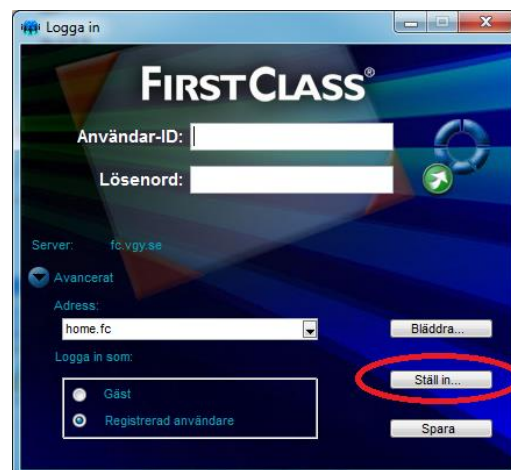 Logga in
FIRSTCLASS®
Användar-ID:
Lösenord:
Server: fc.vgy.se
Avancerat
Adress:
home.fc
Bläddra...
Logga in som:
Ställ in...
Gäst
Registrerad användare
Spara